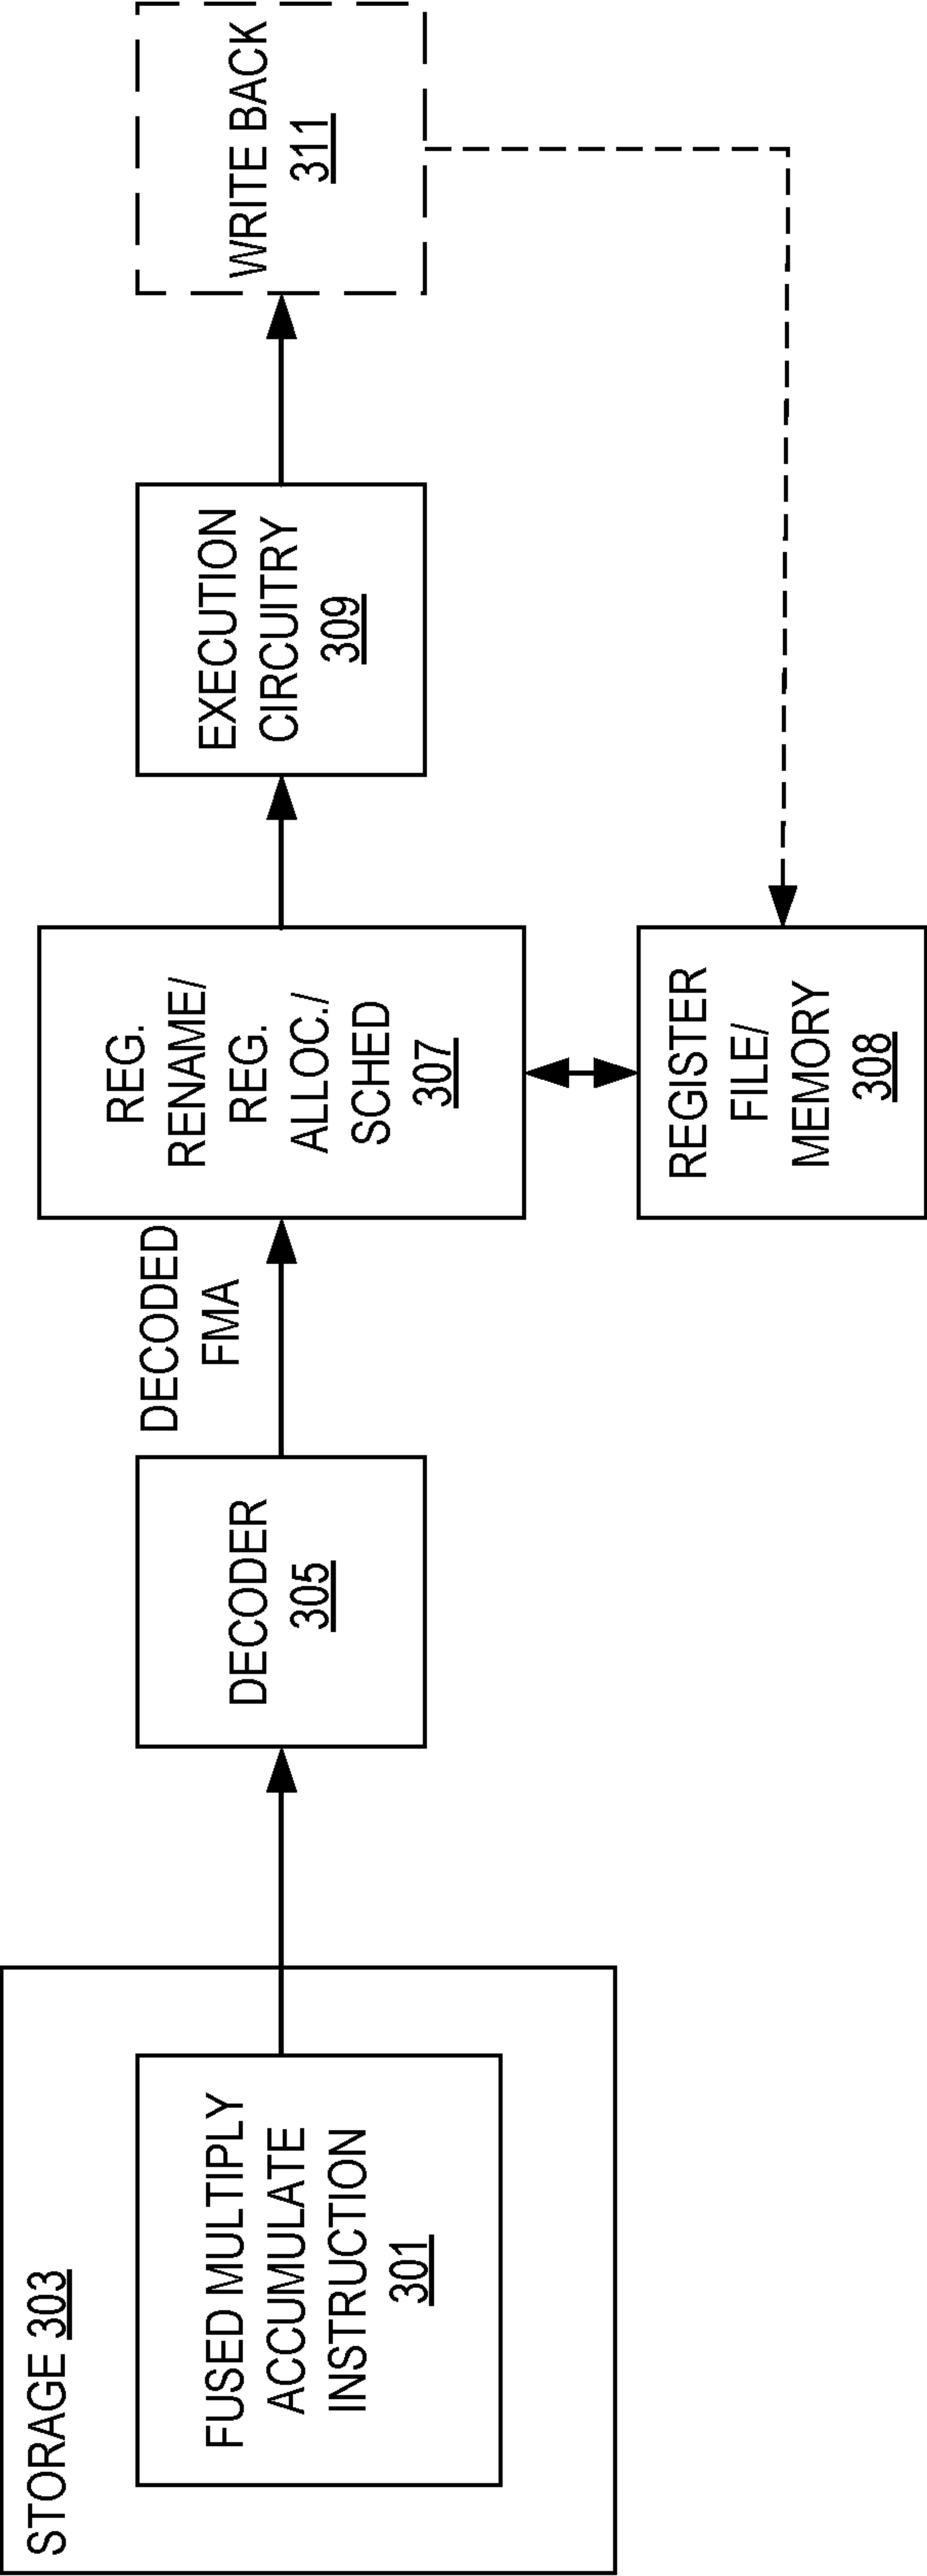 STORAGE 303
FUSED MULTIPLY
ACCUMULATE
INSTRUCTION
301
DECODER
305
DECODED
FMA
REG.
RENAME/
REG.
ALLOC./
SCHED
307
REGISTER
FILE/
MEMORY
308
EXECUTION
CIRCUITRY
309
WRITE BACK
311